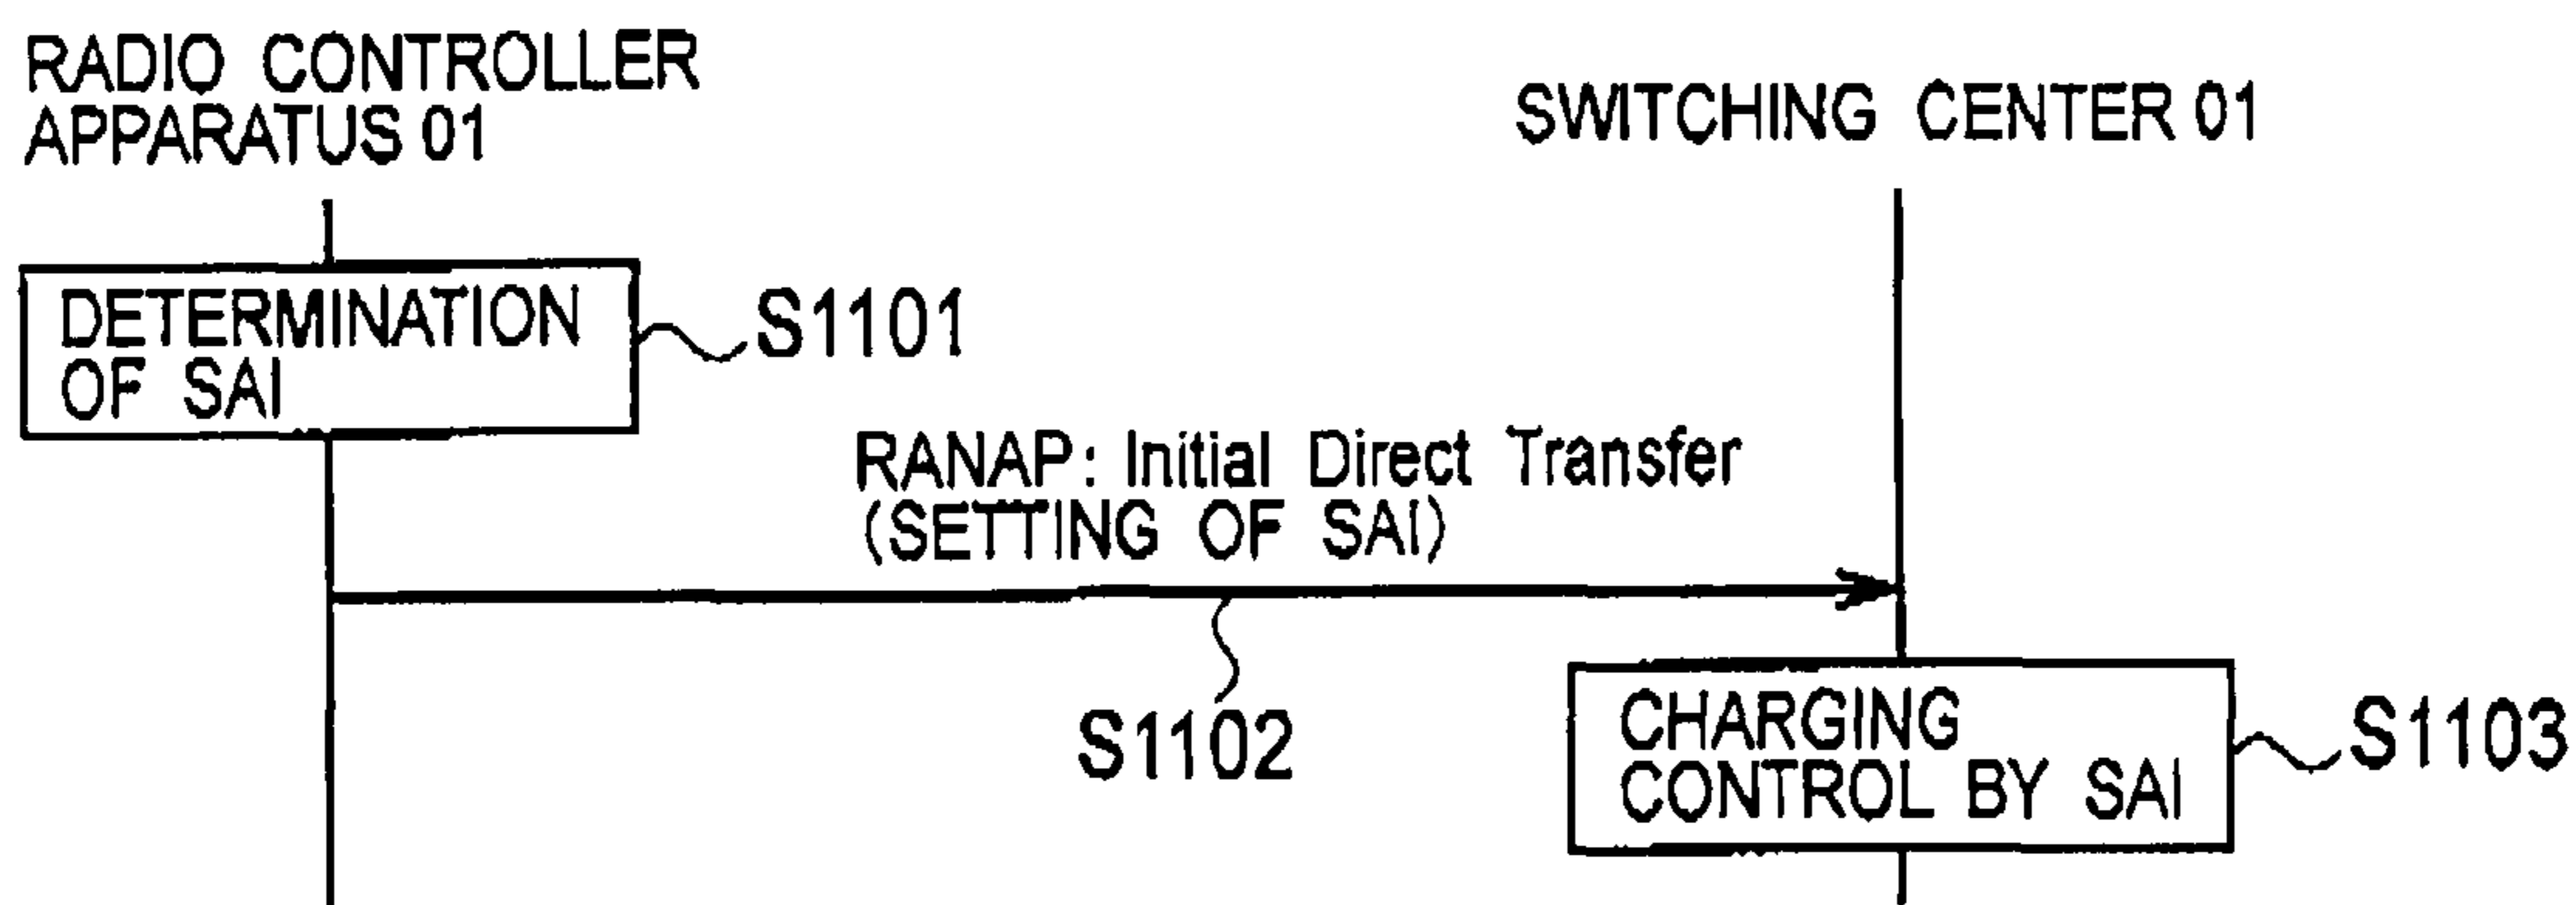 RADIO CONTROLLER
APPARATUS 01
SWITCHING CENTER 01
DETERMINATION
OF SAI
S1101
RANAP: Initial Direct Transfer
(SETTING OF SAI)
S1102
CHARGING
CONTROL BY SAI
S1103